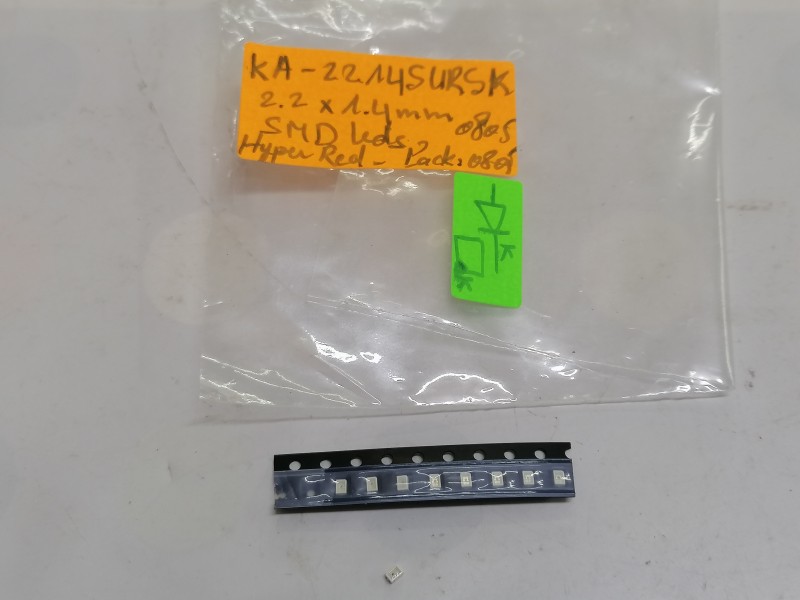 KA-2214SURSK
2.2 x 1.4mm
SMD leds, 0805
Hyper Red - Pack: 0805
K
K